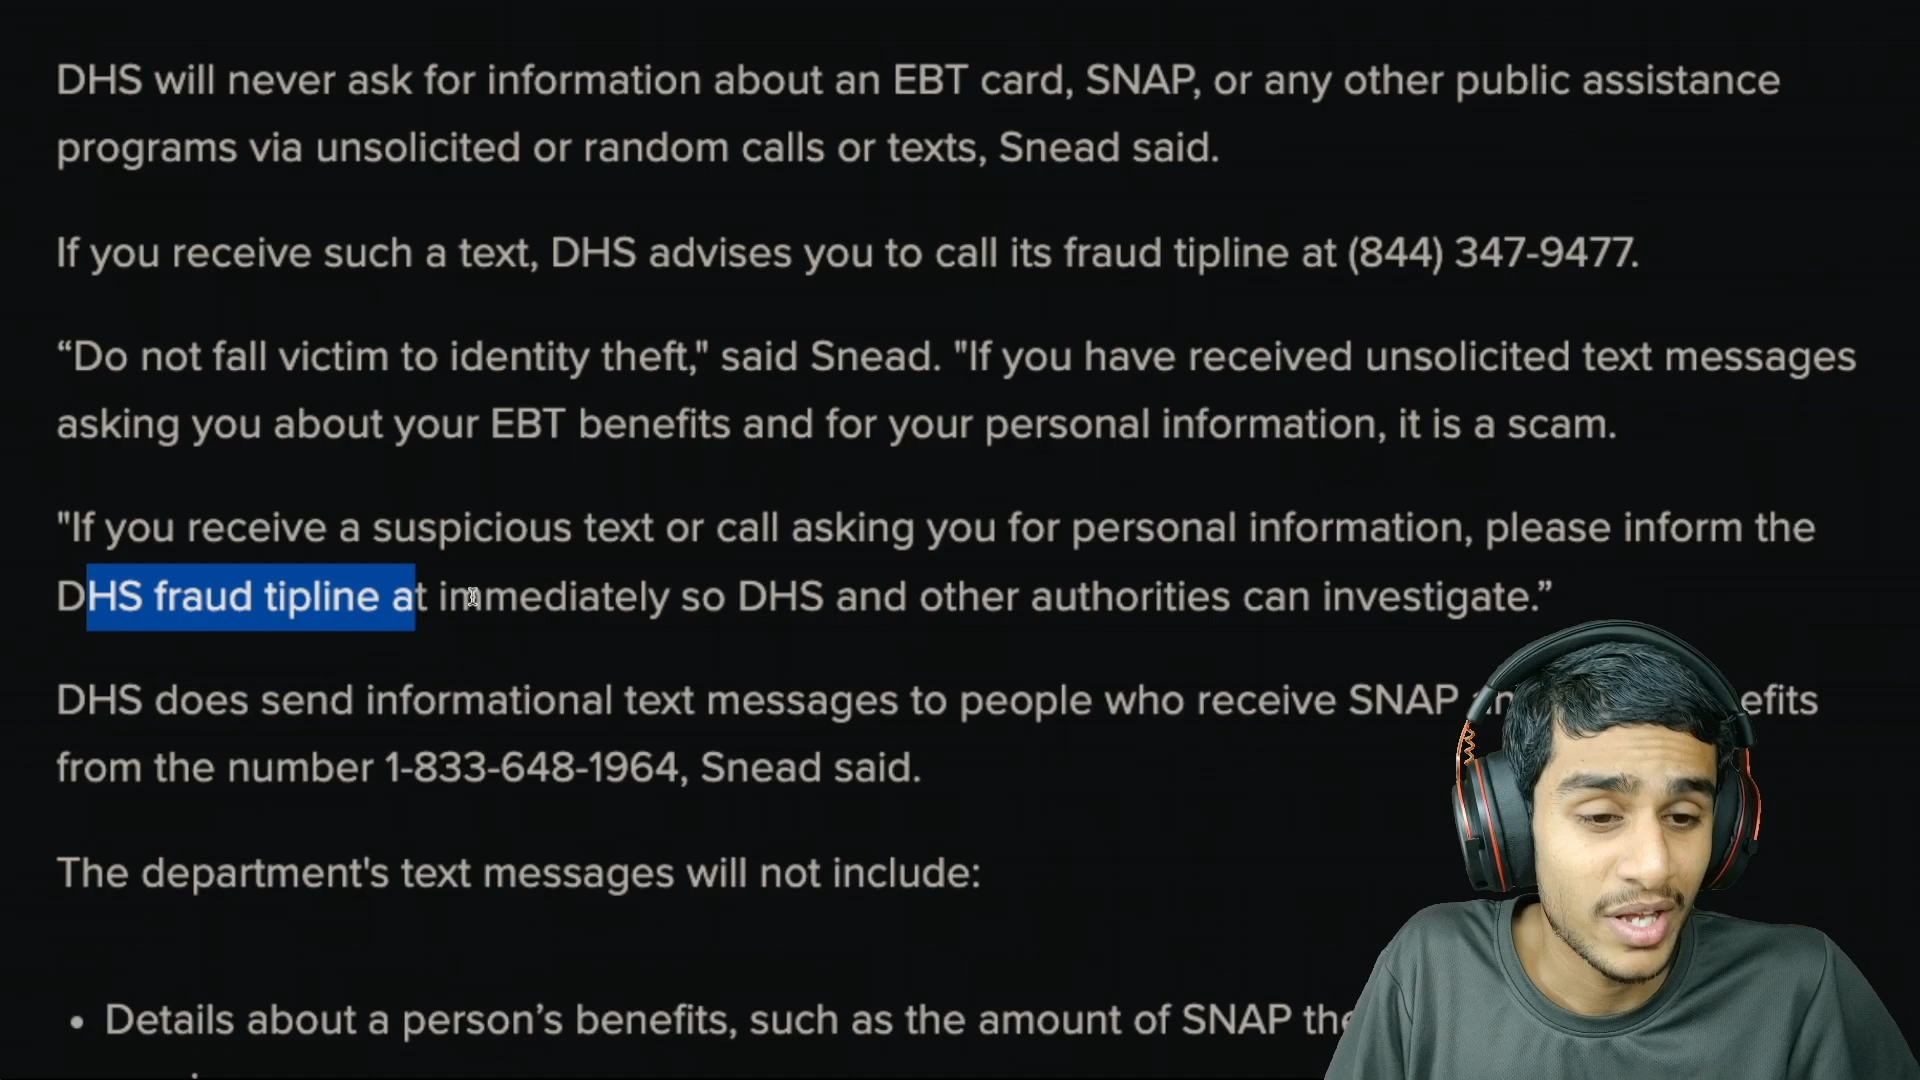 DHS will never ask for information about an EBT card, SNAP, or any other public assistance
programs via unsolicited or random calls or texts, Snead said.
If you receive such a text, DHS advises you to call its fraud tipline at (844) 347-9477.
“Do not fall victim to identity theft," said Snead. "If you have received unsolicited text messages
asking you about your EBT benefits and for your personal information, it is a scam.
"If you receive a suspicious text or call asking you for personal information, please inform the
DHS fraud tipline at immediately so DHS and other authorities can investigate.”
DHS does send informational text messages to people who receive SNAP efits
from the number 1-833-648-1964, Snead said.
The department's text messages will not include:
• Details about a person’s benefits, such as the amount of SNAP